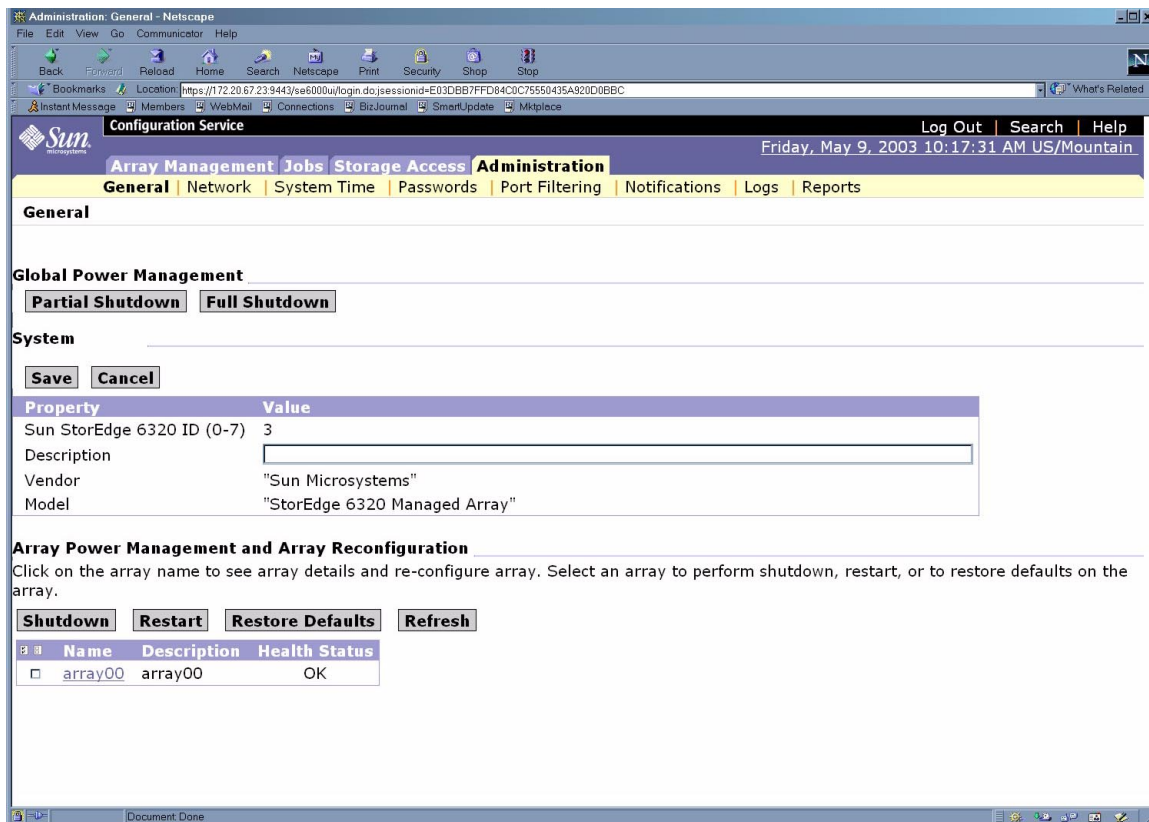 Administration: General - Netscape
File Edit View Go Communicator Help
Back Forward Reload Home Search Netscape Print Security Shop Stop
Bookmarks Location: https://172.20.67.23:9443/se6000ui/login.do;jsessionid=E03DBB7FFD84C0C75550435A920D0BBC What's Related
Instant Message Members WebMail Connections BizJournal SmartUpdate Mktplace
Sun microsystems
Configuration Service
Log Out | Search | Help
Friday, May 9, 2003 10:17:31 AM US/Mountain
Array Management Jobs Storage Access Administration
General | Network | System Time | Passwords | Port Filtering | Notifications | Logs | Reports
General
Global Power Management
Partial Shutdown Full Shutdown
System
Save Cancel
Property Value
Sun StorEdge 6320 ID (0-7) 3
Description
Vendor "Sun Microsystems"
Model "StorEdge 6320 Managed Array"
Array Power Management and Array Reconfiguration
Click on the array name to see array details and re-configure array. Select an array to perform shutdown, restart, or to restore defaults on the
array.
Shutdown Restart Restore Defaults Refresh
Name Description Health Status
array00 array00 OK
Document: Done